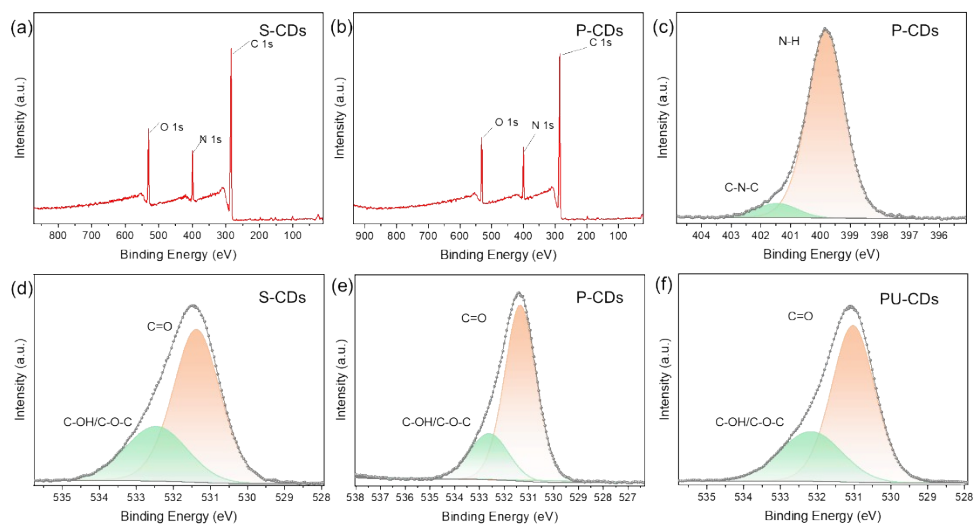 (a)
S-CDs
C 1s
O 1s
N 1s
Intensity (a.u.)
800 700 600 500 400 300 200 100 0
Binding Energy (eV)
(b)
P-CDs
C 1s
O 1s
N 1s
Intensity (a.u.)
900 800 700 600 500 400 300 200 100
Binding Energy (eV)
(c)
P-CDs
N-H
C-N-C
Intensity (a.u.)
404 403 402 401 400 399 398 397 396
Binding Energy (eV)
(d)
S-CDs
C=O
C-OH/C-O-C
Intensity (a.u.)
535 534 533 532 531 530 529 528
Binding Energy (eV)
(e)
P-CDs
C=O
C-OH/C-O-C
Intensity (a.u.)
538 537 536 535 534 533 532 531 530 529 528 527
Binding Energy (eV)
(f)
PU-CDs
C=O
C-OH/C-O-C
Intensity (a.u.)
535 534 533 532 531 530 529 528
Binding Energy (eV)